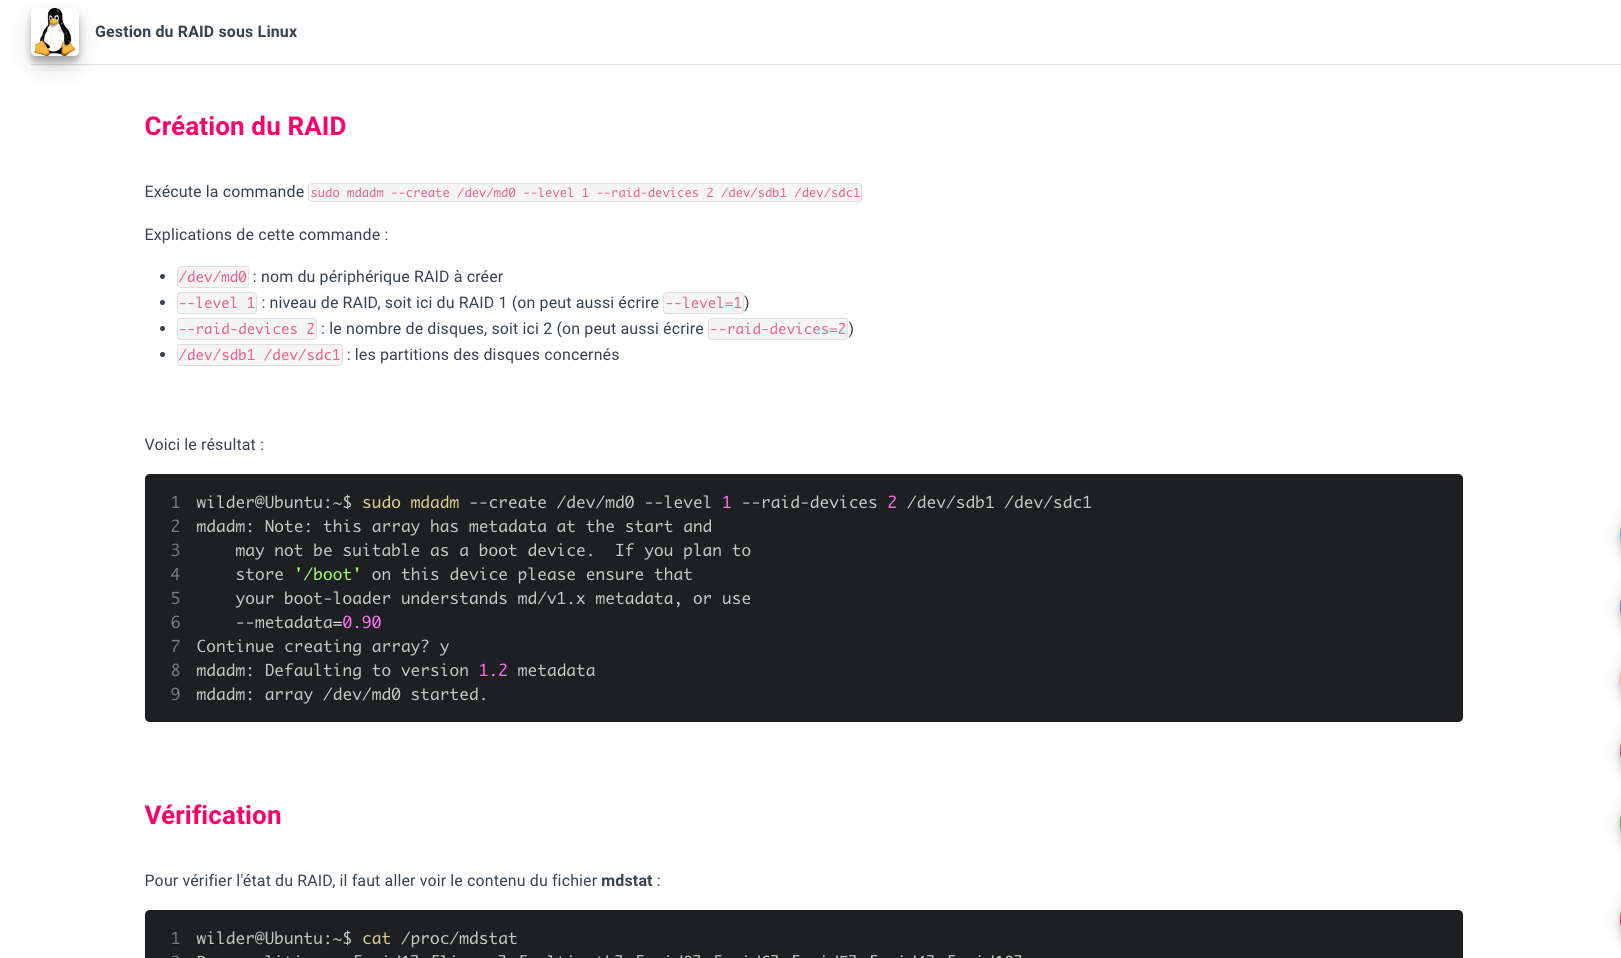 Gestion du RAID sous Linux
Création du RAID
Exécute la commande sudo mdadm --create /dev/md0 --level 1 --raid-devices 2 /dev/sdb1 /dev/sdc1
Explications de cette commande :
• /dev/md0 : nom du périphérique RAID à créer
• --level 1 : niveau de RAID, soit ici du RAID 1 (on peut aussi écrire --level=1)
• --raid-devices 2 : le nombre de disques, soit ici 2 (on peut aussi écrire --raid-devices=2)
• /dev/sdb1 /dev/sdc1 : les partitions des disques concernés
Voici le résultat :
1 wilder@Ubuntu:~$ sudo mdadm --create /dev/md0 --level 1 --raid-devices 2 /dev/sdb1 /dev/sdc1
2 mdadm: Note: this array has metadata at the start and
3     may not be suitable as a boot device.  If you plan to
4     store '/boot' on this device please ensure that
5     your boot-loader understands md/v1.x metadata, or use
6     --metadata=0.90
7 Continue creating array? y
8 mdadm: Defaulting to version 1.2 metadata
9 mdadm: array /dev/md0 started.
Vérification
Pour vérifier l'état du RAID, il faut aller voir le contenu du fichier mdstat :
1 wilder@Ubuntu:~$ cat /proc/mdstat